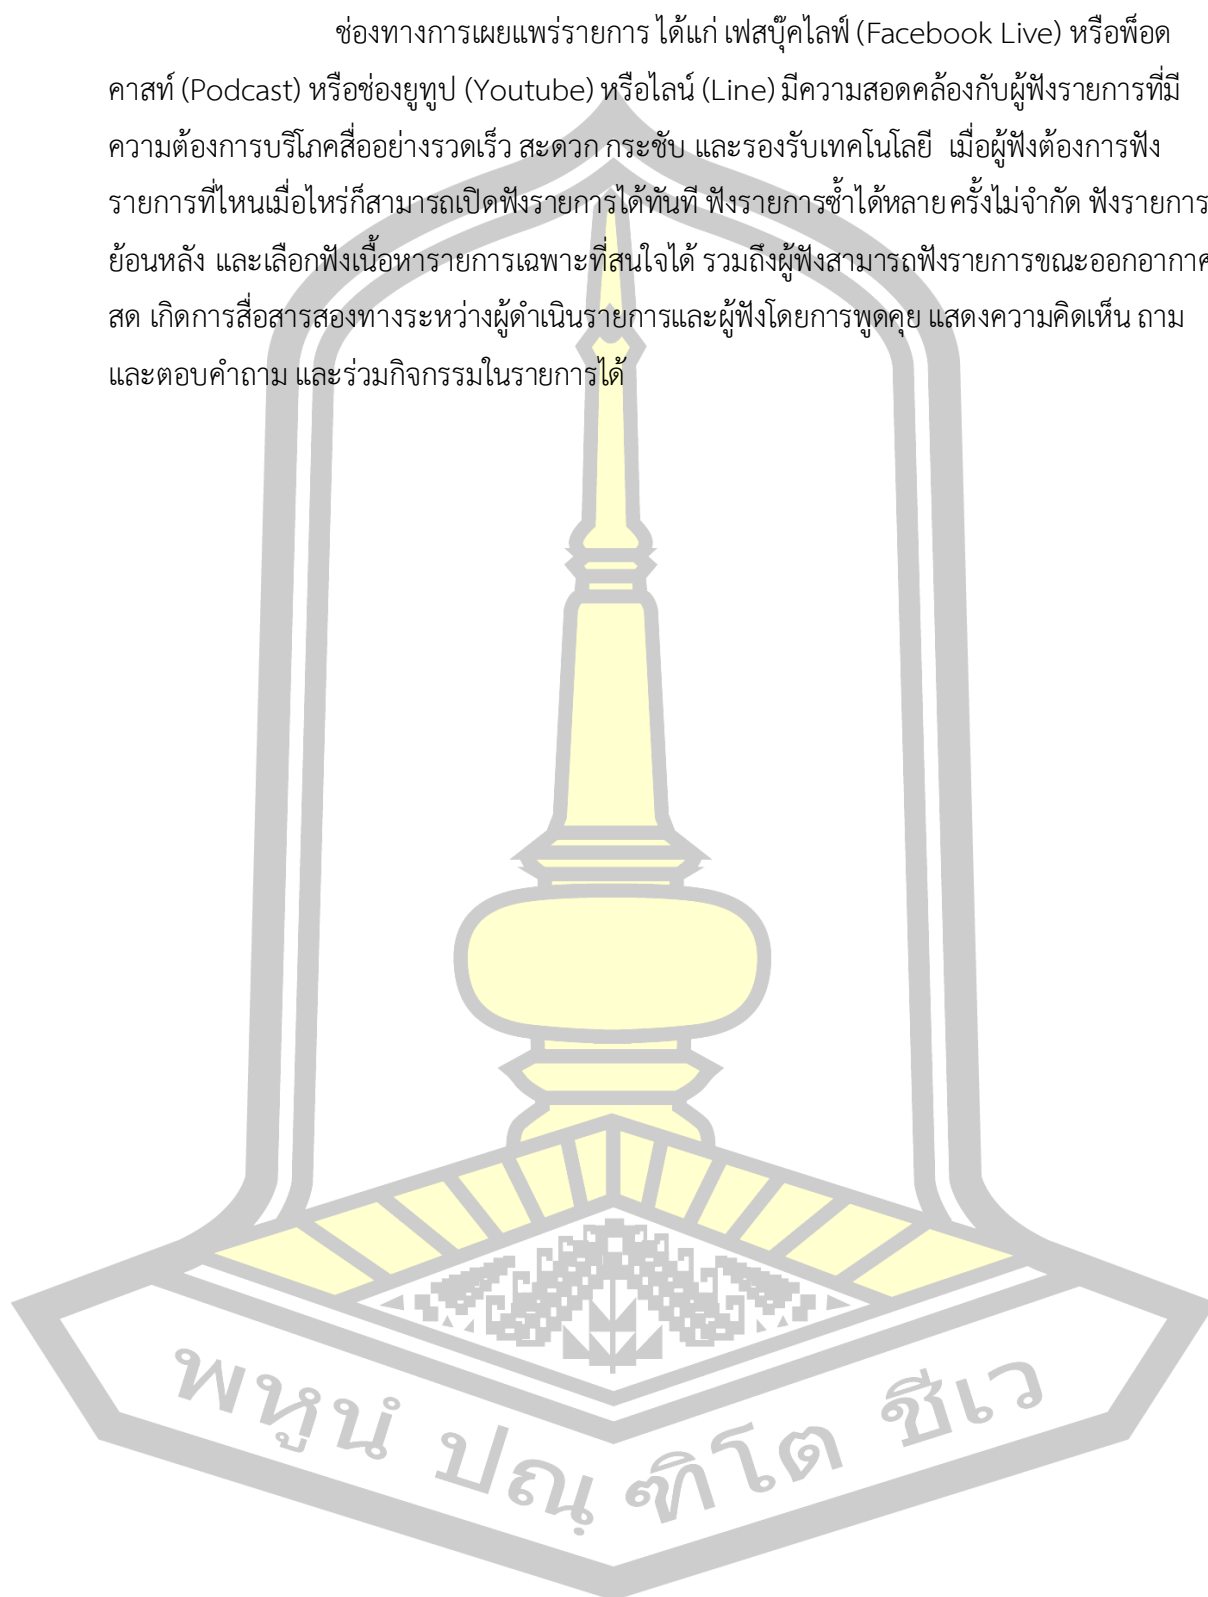 ช่องทางการเผยแพร่รายการ ได้แก่ เฟสบุ๊คไลฟ์ (Facebook Live) หรือพ็อด
คาสท์ (Podcast) หรือช่องยูทูป (Youtube) หรือไลน์ (Line) มีความสอดคล้องกับผู้ฟังรายการที่มี
ความต้องการบริโภคสื่ออย่างรวดเร็ว สะดวก กระชับ และรองรับเทคโนโลยี เมื่อผู้ฟังต้องการฟัง
รายการที่ไหนเมื่อไหร่ก็สามารถเปิดฟังรายการได้ทันที ฟังรายการซ้ำได้หลายครั้งไม่จำกัด ฟังรายการ
ย้อนหลัง และเลือกฟังเนื้อหารายการเฉพาะที่สนใจได้ รวมถึงผู้ฟังสามารถฟังรายการขณะออกอากาศ
สด เกิดการสื่อสารสองทางระหว่างผู้ดำเนินรายการและผู้ฟังโดยการพูดคุย แสดงความคิดเห็น ถาม
และตอบคำถาม และร่วมกิจกรรมในรายการได้
พหูนํ ปณฺ ฑิโต ชีเว